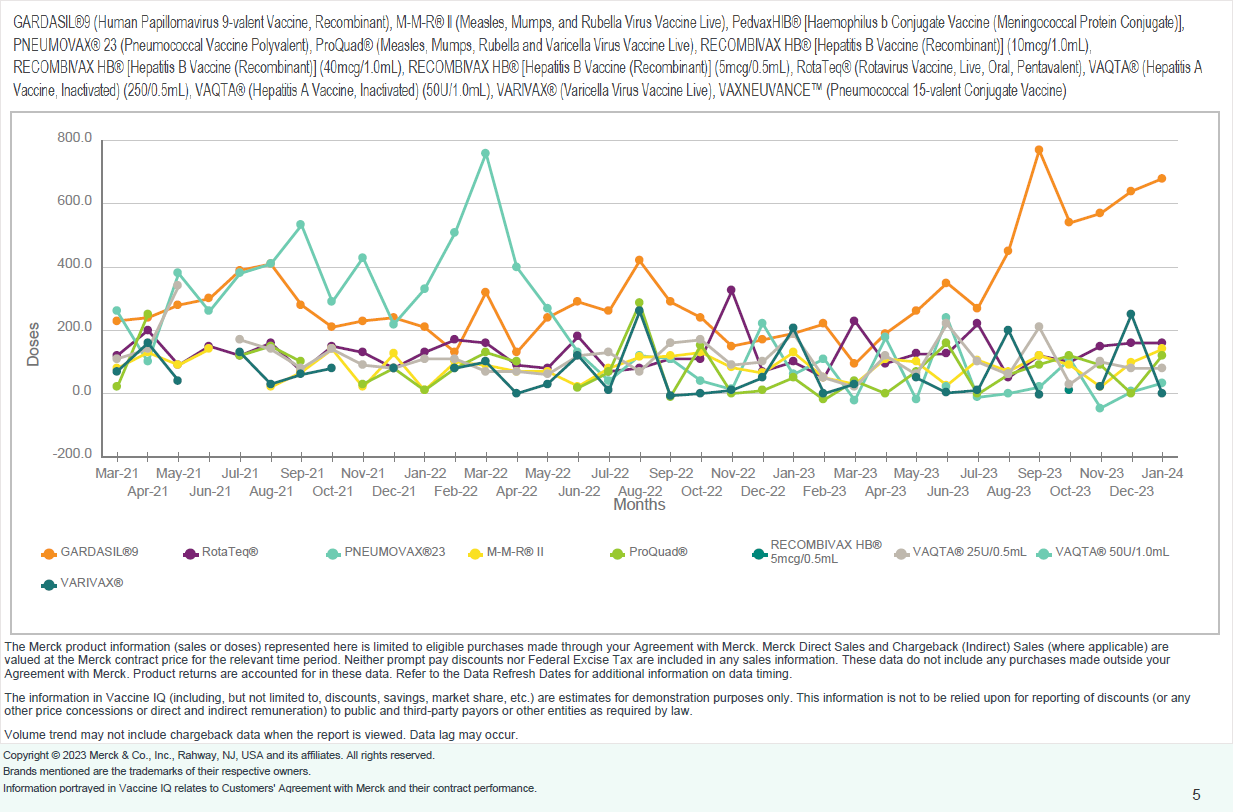 GARDASIL®9 (Human Papillomavirus 9-valent Vaccine, Recombinant), M-M-R® II (Measles, Mumps, and Rubella Virus Vaccine Live), PedvaxHIB® [Haemophilus b Conjugate Vaccine (Meningococcal Protein Conjugate)],
PNEUMOVAX® 23 (Pneumococcal Vaccine Polyvalent), ProQuad® (Measles, Mumps, Rubella and Varicella Virus Vaccine Live), RECOMBIVAX HB® [Hepatitis B Vaccine (Recombinant)] (10mcg/1.0mL),
RECOMBIVAX HB® [Hepatitis B Vaccine (Recombinant)] (40mcg/1.0mL), RECOMBIVAX HB® [Hepatitis B Vaccine (Recombinant)] (5mcg/0.5mL), RotaTeq® (Rotavirus Vaccine, Live, Oral, Pentavalent), VAQTA® (Hepatitis A
Vaccine, Inactivated) (250/0.5mL), VAQTA® (Hepatitis A Vaccine, Inactivated) (50U/1.0mL), VARIVAX® (Varicella Virus Vaccine Live), VAXNEUVANCE™ (Pneumococcal 15-valent Conjugate Vaccine)
800.0
600.0
400.0
200.0
0.0
-200.0
Doses
Mar-21 May-21 Jul-21 Sep-21 Nov-21 Jan-22 Mar-22 May-22 Jul-22 Sep-22 Nov-22 Jan-23 Mar-23 May-23 Jul-23 Sep-23 Nov-23 Jan-24
Apr-21 Jun-21 Aug-21 Oct-21 Dec-21 Feb-22 Apr-22 Jun-22 Aug-22 Oct-22 Dec-22 Feb-23 Apr-23 Jun-23 Aug-23 Oct-23 Dec-23
Months
GARDASIL®9 RotaTeq® PNEUMOVAX®23 M-M-R® II ProQuad® RECOMBIVAX HB® VAQTA® 25U/0.5mL VAQTA® 50U/1.0mL
5mcg/0.5mL
VARIVAX®
The Merck product information (sales or doses) represented here is limited to eligible purchases made through your Agreement with Merck. Merck Direct Sales and Chargeback (Indirect) Sales (where applicable) are
valued at the Merck contract price for the relevant time period. Neither prompt pay discounts nor Federal Excise Tax are included in any sales information. These data do not include any purchases made outside your
Agreement with Merck. Product returns are accounted for in these data. Refer to the Data Refresh Dates for additional information on data timing.
The information in Vaccine IQ (including, but not limited to, discounts, savings, market share, etc.) are estimates for demonstration purposes only. This information is not to be relied upon for reporting of discounts (or any
other price concessions or direct and indirect remuneration) to public and third-party payors or other entities as required by law.
Volume trend may not include chargeback data when the report is viewed. Data lag may occur.
Copyright © 2023 Merck & Co., Inc., Rahway, NJ, USA and its affiliates. All rights reserved.
Brands mentioned are the trademarks of their respective owners.
Information portrayed in Vaccine IQ relates to Customers' Agreement with Merck and their contract performance.
5